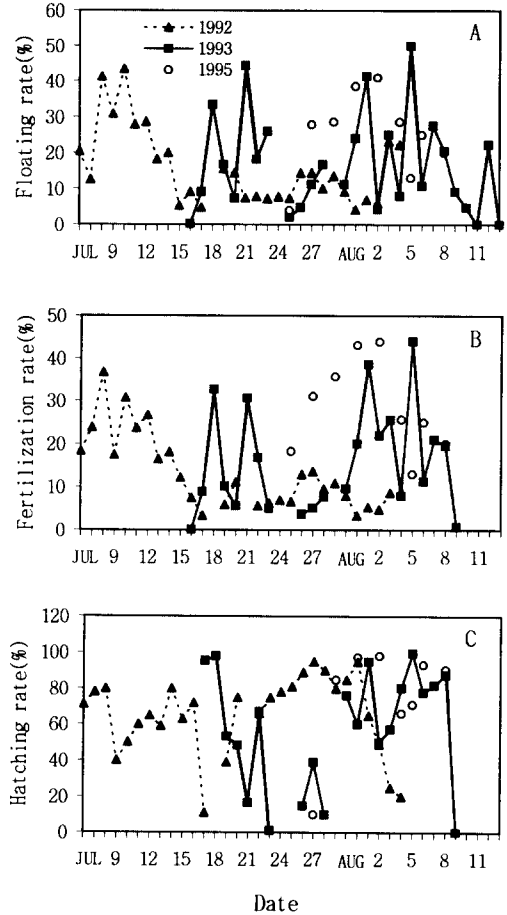 60
50
40
30
20
10
0
Floating rate(%)
1992
1993
1995
A
JUL 9 12 15 18 21 24 27 AUG 2 5 8 11
50
40
30
20
10
0
Fertilization rate(%)
B
JUL 9 12 15 18 21 24 27 AUG 2 5 8 11
120
100
80
60
40
20
0
Hatching rate(%)
C
JUL 9 12 15 18 21 24 27 AUG 2 5 8 11
Date